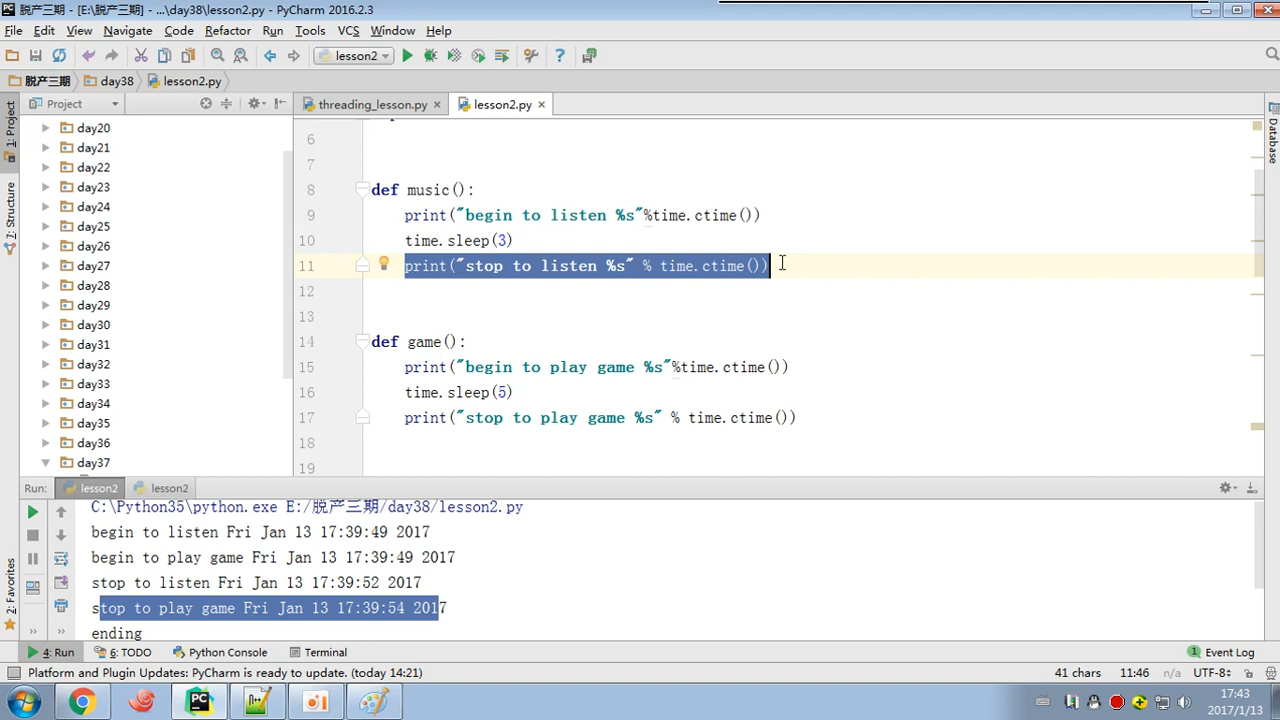 脱产三期 - [E:\脱产三期] - ...\day38\lesson2.py - PyCharm 2016.2.3
File Edit View Navigate Code Refactor Run Tools VCS Window Help
lesson2
脱产三期 day38 lesson2.py
1: Project
7: Structure
2: Favorites
Project
threading_lesson.py
lesson2.py
Database
day20
day21
day22
day23
day24
day25
day26
day27
day28
day29
day30
day31
day32
day33
day34
day35
day36
day37
6
7
8 def music():
9 print("begin to listen %s"%time.ctime())
10 time.sleep(3)
11 print("stop to listen %s" % time.ctime())
12
13
14 def game():
15 print("begin to play game %s"%time.ctime())
16 time.sleep(5)
17 print("stop to play game %s" % time.ctime())
18
19
Run: lesson2 lesson2
C:\Python35\python.exe E:/脱产三期/day38/lesson2.py
begin to listen Fri Jan 13 17:39:49 2017
begin to play game Fri Jan 13 17:39:49 2017
stop to listen Fri Jan 13 17:39:52 2017
stop to play game Fri Jan 13 17:39:54 2017
ending
4: Run 6: TODO Python Console Terminal 1 Event Log
Platform and Plugin Updates: PyCharm is ready to update. (today 14:21) 41 chars 11:46 n/a UTF-8
17:43
2017/1/13